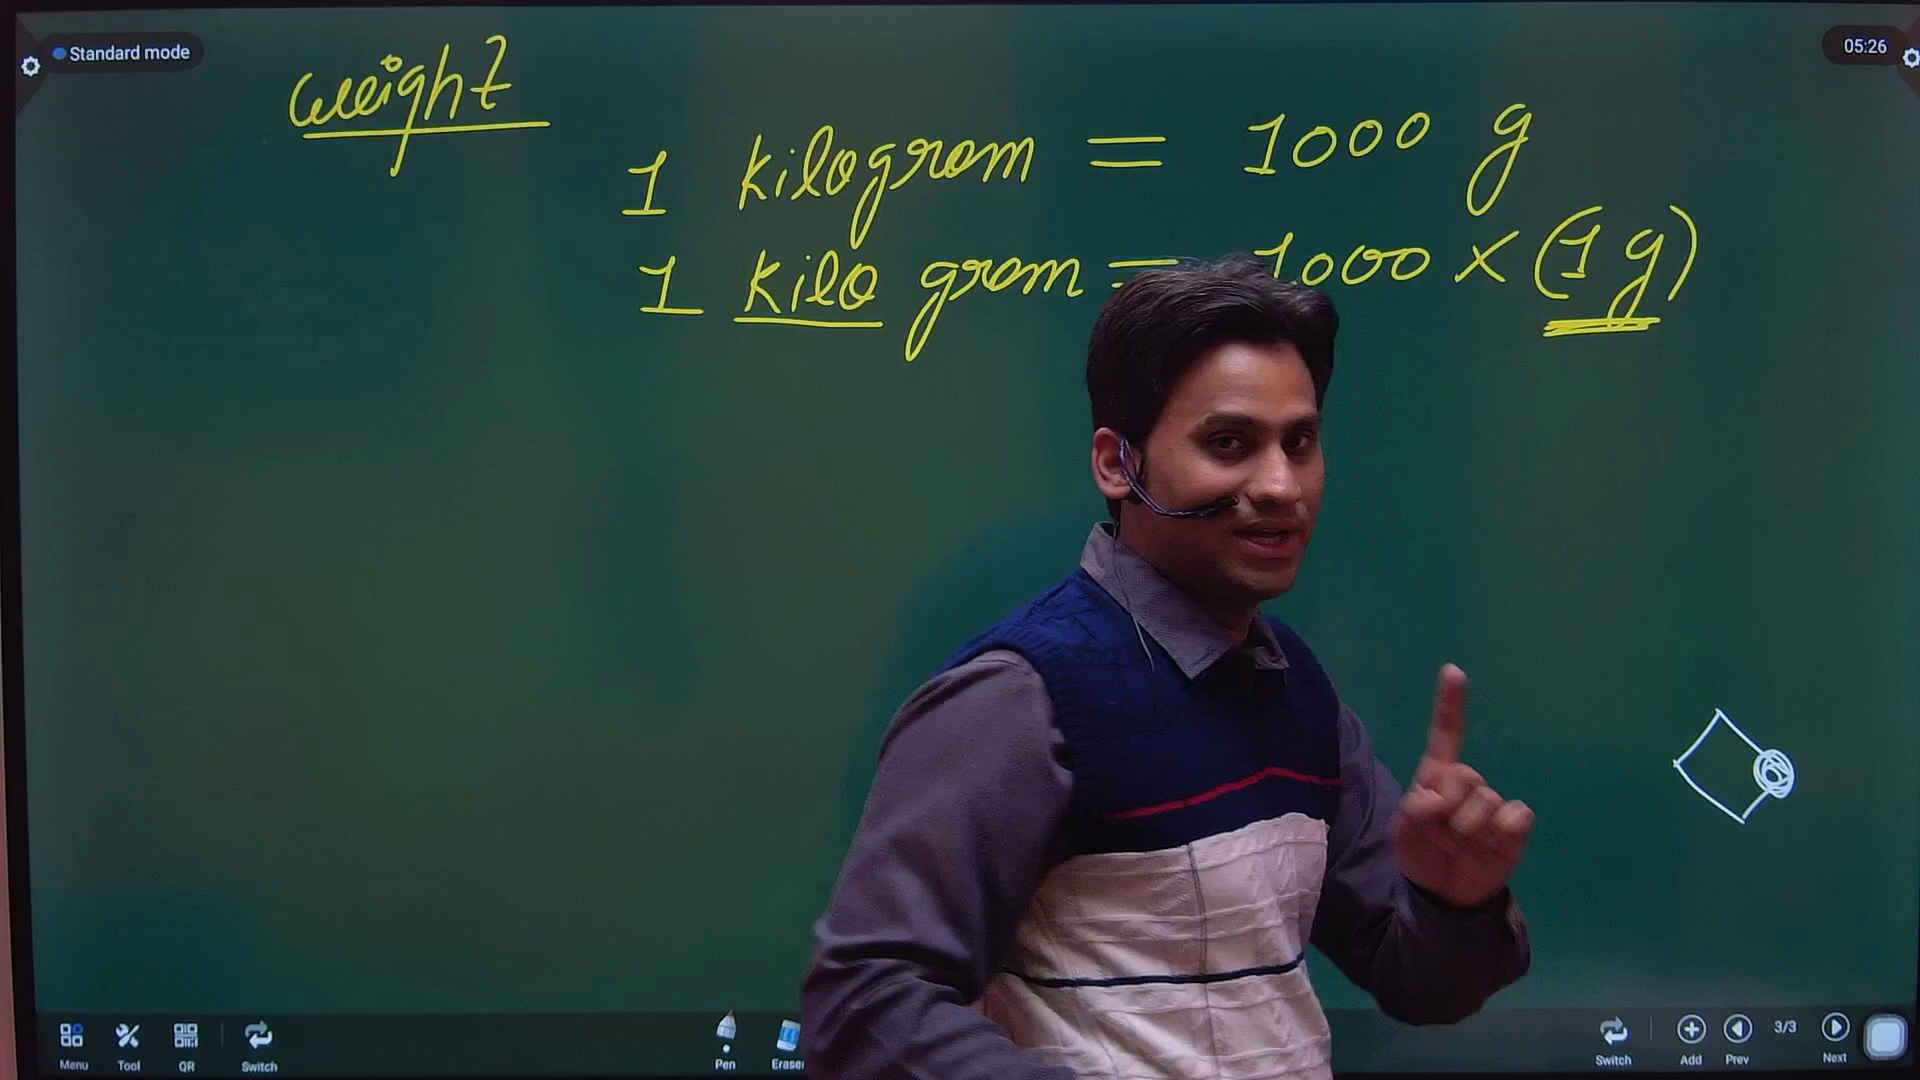 Standard mode
05:26
weight
1 kilogram = 1000 g
1 kilo gram = 1000 × (1 g)
Menu Tool QR Switch Pen Eraser Switch Add Prev 3/3 Next